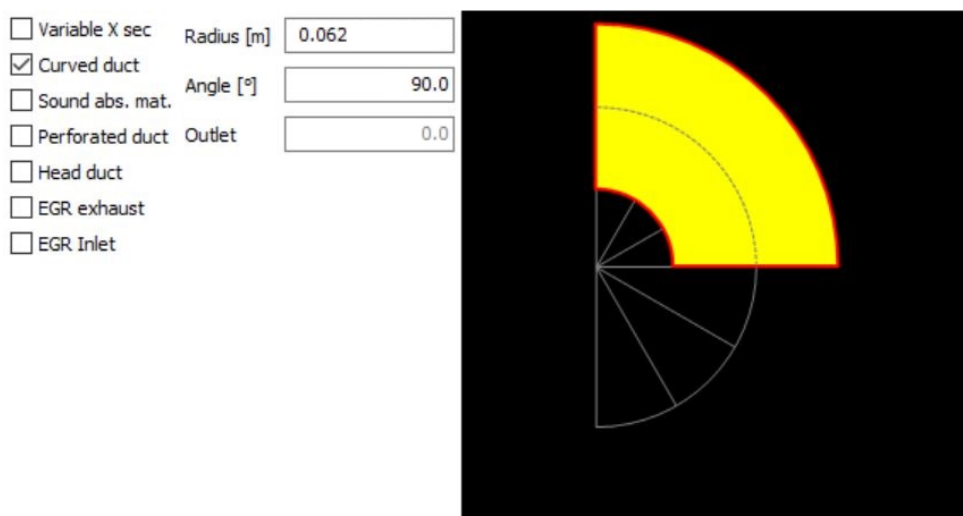 Variable X sec
Radius [m] 0.062
Curved duct
Angle [º] 90.0
Sound abs. mat.
Perforated duct
Outlet 0.0
Head duct
EGR exhaust
EGR Inlet